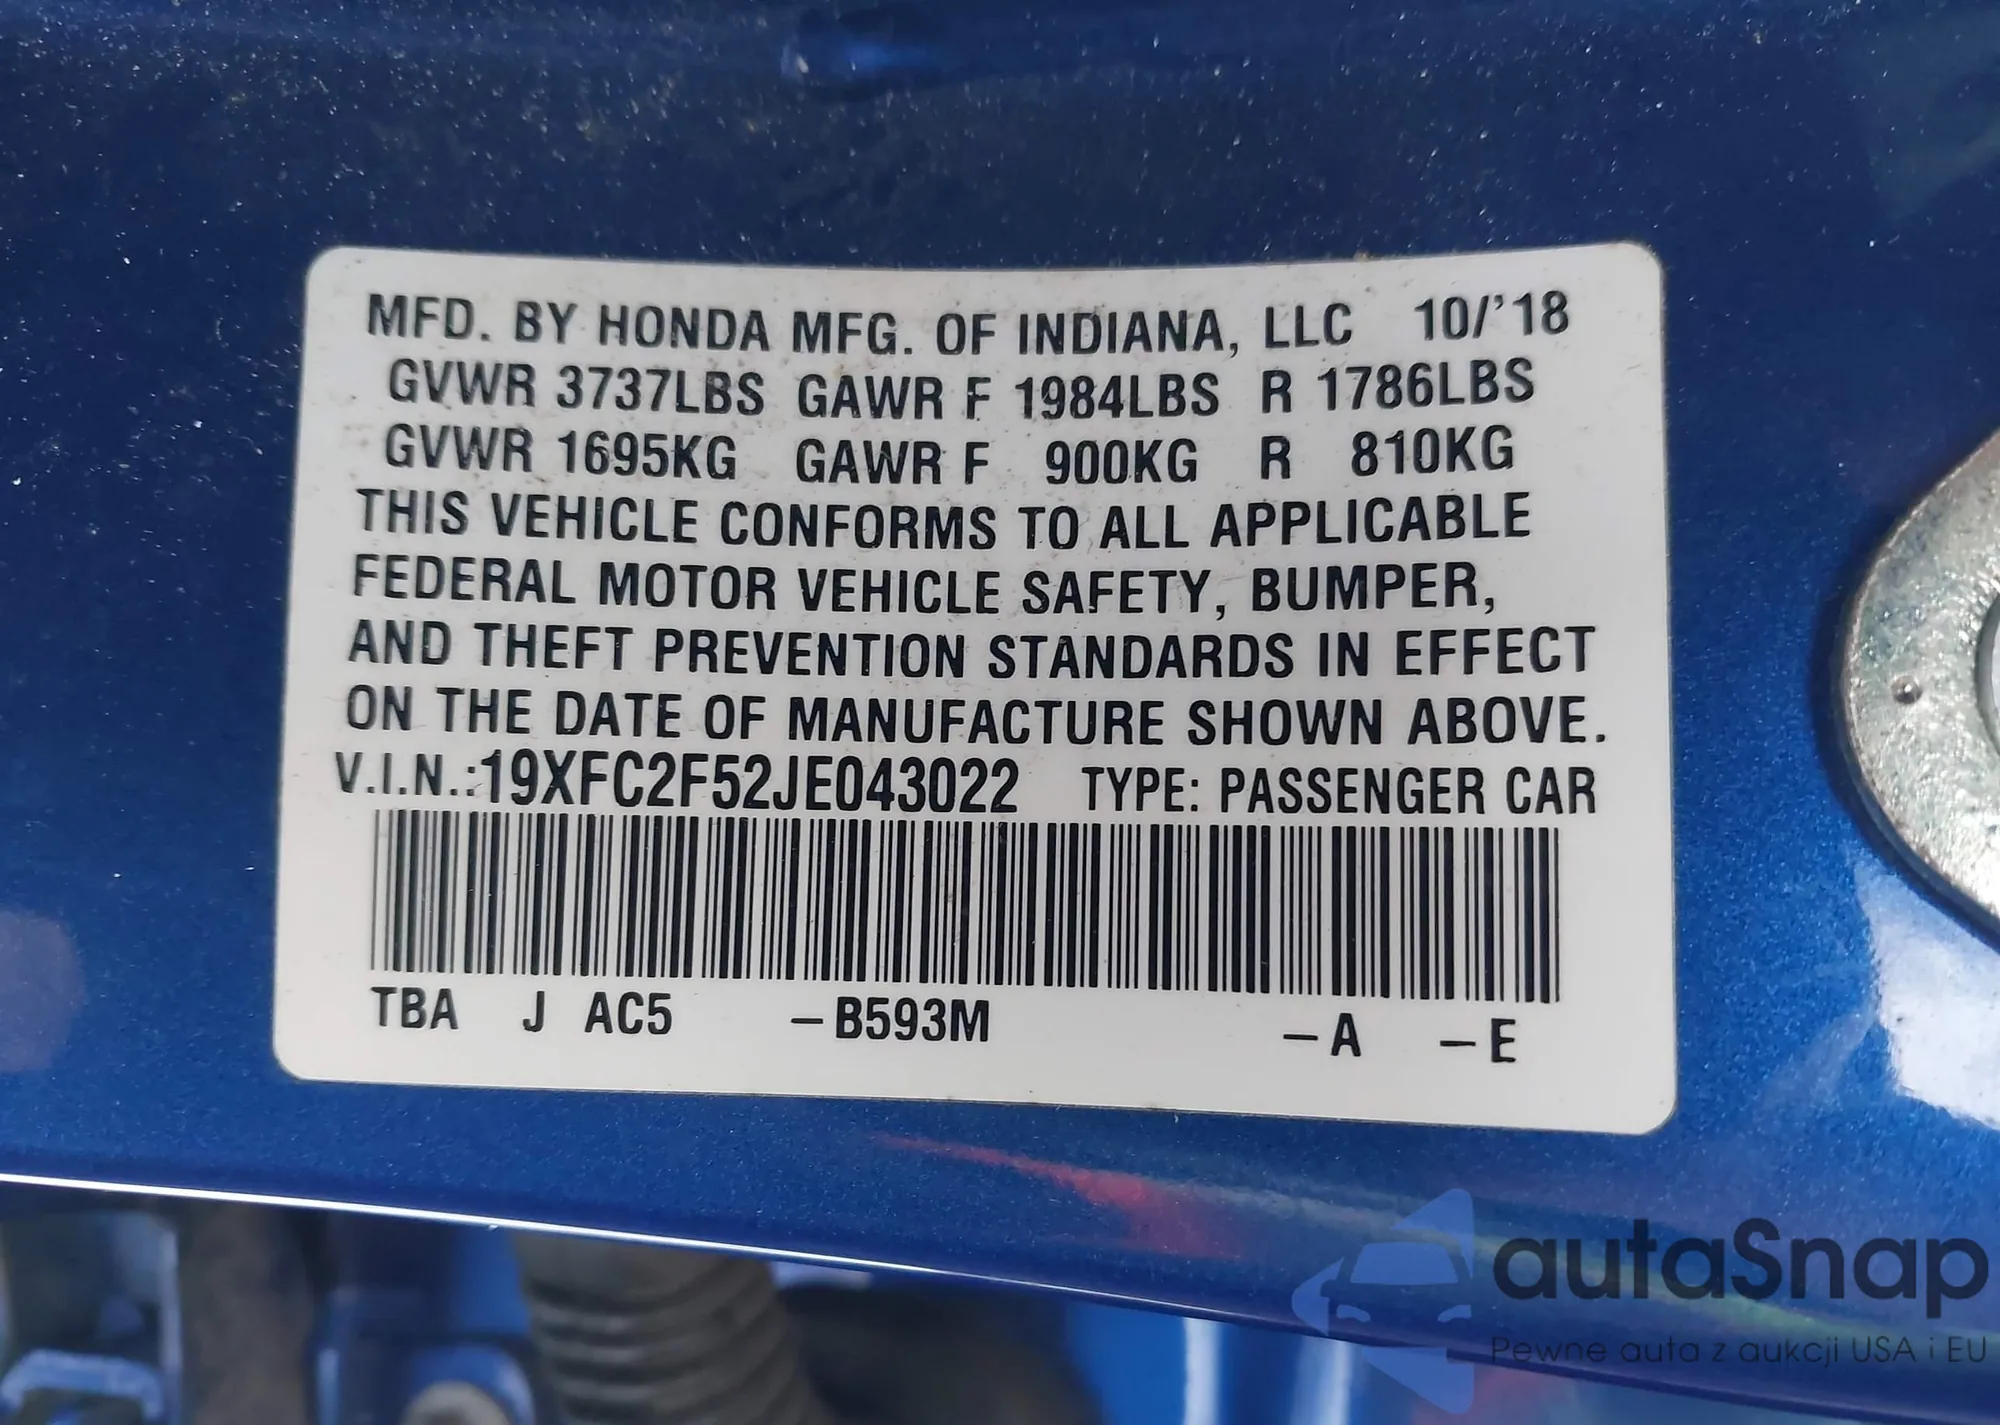 MFD. BY HONDA MFG. OF INDIANA, LLC 10/'18
GVWR 3737LBS GAWR F 1984LBS R 1786LBS
GVWR 1695KG GAWR F 900KG R 810KG
THIS VEHICLE CONFORMS TO ALL APPLICABLE
FEDERAL MOTOR VEHICLE SAFETY, BUMPER,
AND THEFT PREVENTION STANDARDS IN EFFECT
ON THE DATE OF MANUFACTURE SHOWN ABOVE.
V.I.N.:19XFC2F52JE043022 TYPE: PASSENGER CAR
TBA J AC5 –B593M –A –E
autaSnap
Pewne auta z aukcji USA i EU